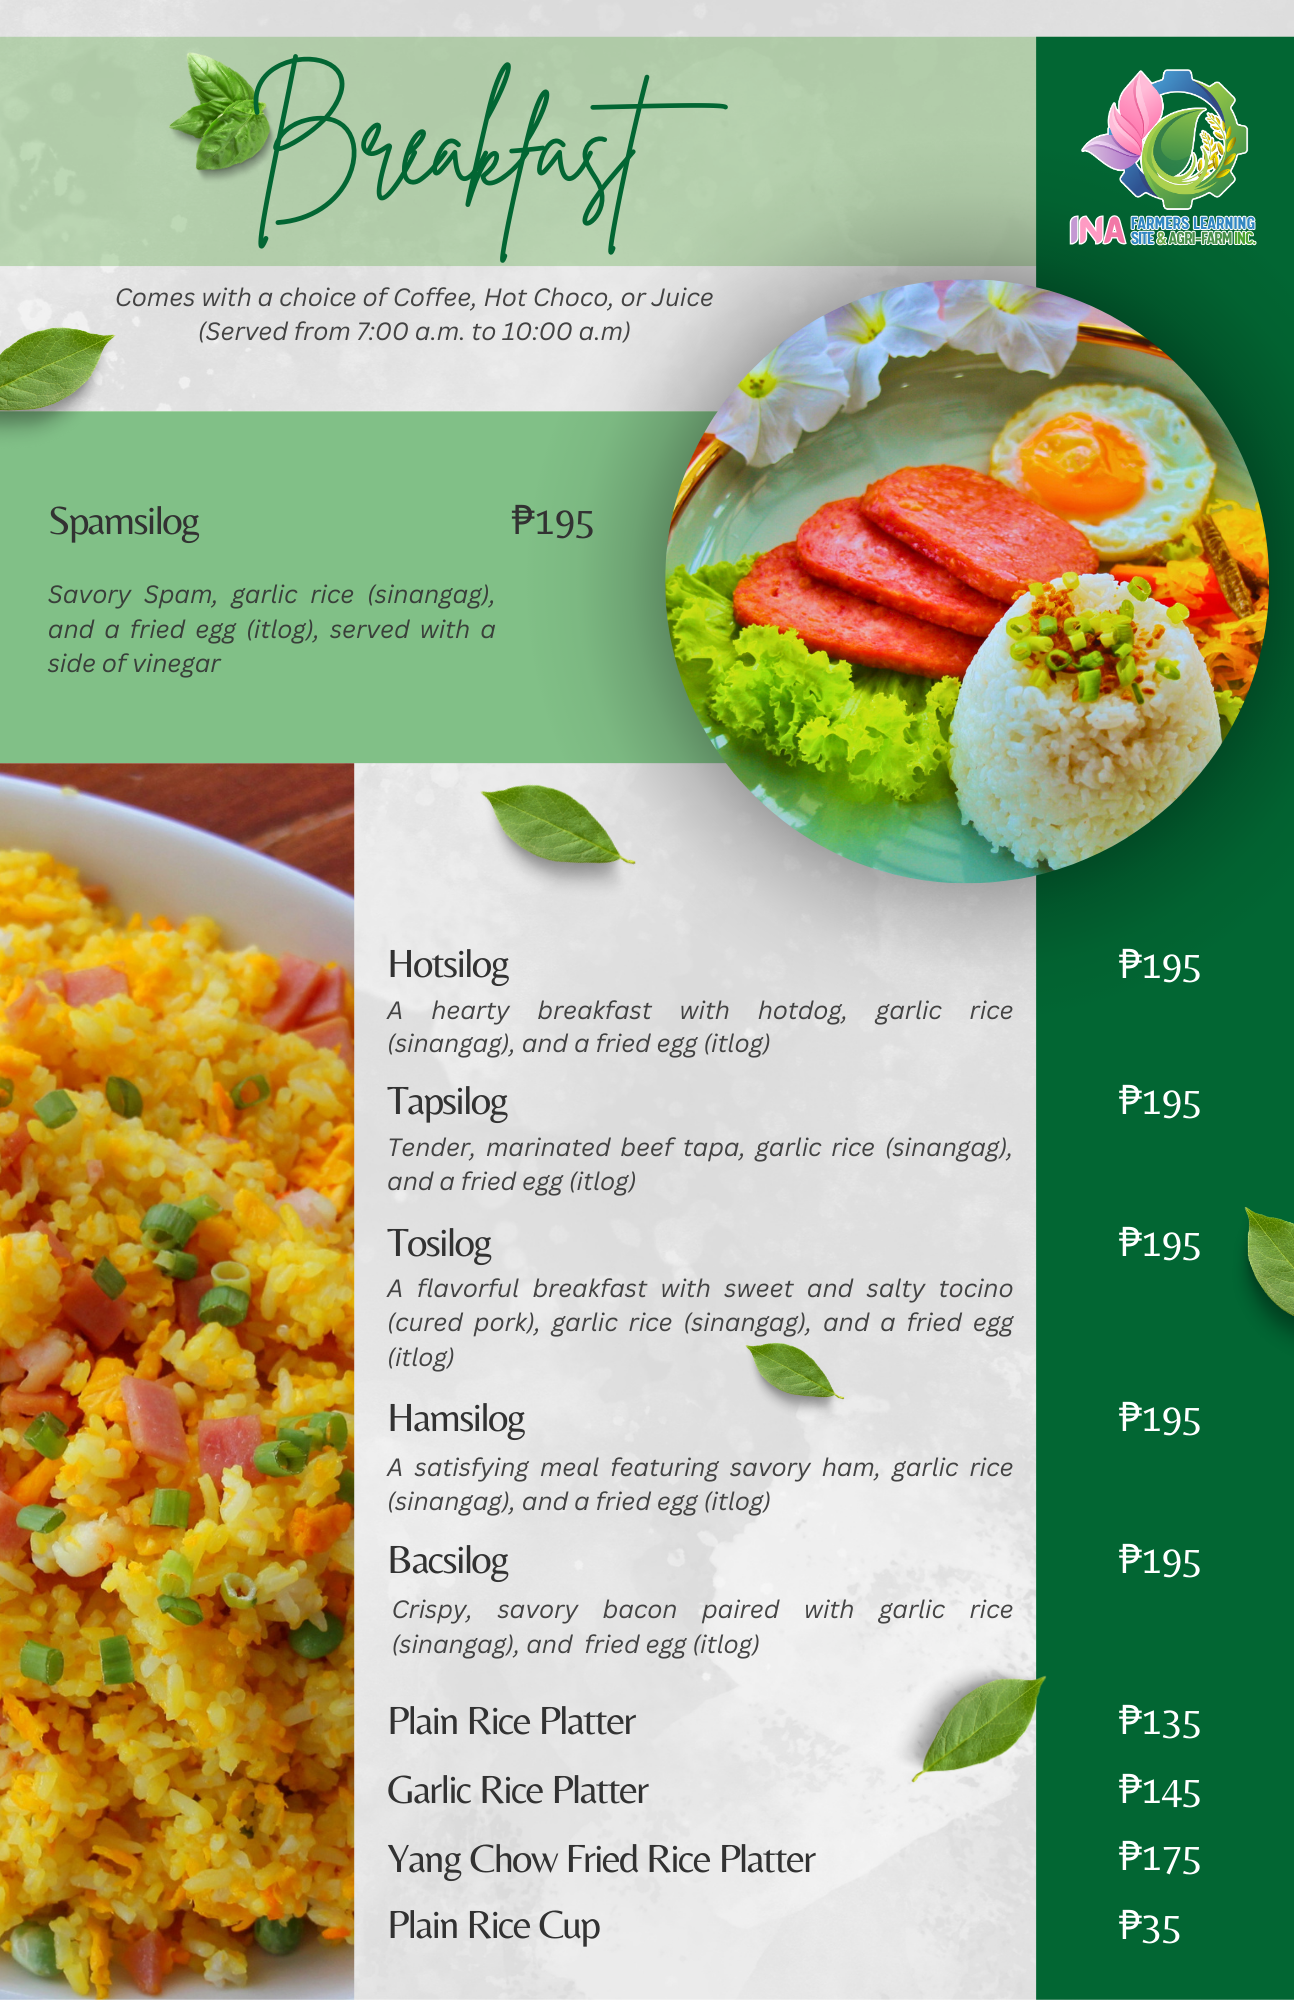 Breakfast
INA FARMERS LEARNING
SITE & AGRI-FARM INC.
Comes with a choice of Coffee, Hot Choco, or Juice
(Served from 7:00 a.m. to 10:00 a.m)
Spamsilog ₱195
Savory Spam, garlic rice (sinangag),
and a fried egg (itlog), served with a
side of vinegar
Hotsilog ₱195
A hearty breakfast with hotdog, garlic rice
(sinangag), and a fried egg (itlog)
Tapsilog ₱195
Tender, marinated beef tapa, garlic rice (sinangag),
and a fried egg (itlog)
Tosilog ₱195
A flavorful breakfast with sweet and salty tocino
(cured pork), garlic rice (sinangag), and a fried egg
(itlog)
Hamsilog ₱195
A satisfying meal featuring savory ham, garlic rice
(sinangag), and a fried egg (itlog)
Bacsilog ₱195
Crispy, savory bacon paired with garlic rice
(sinangag), and fried egg (itlog)
Plain Rice Platter ₱135
Garlic Rice Platter ₱145
Yang Chow Fried Rice Platter ₱175
Plain Rice Cup ₱35